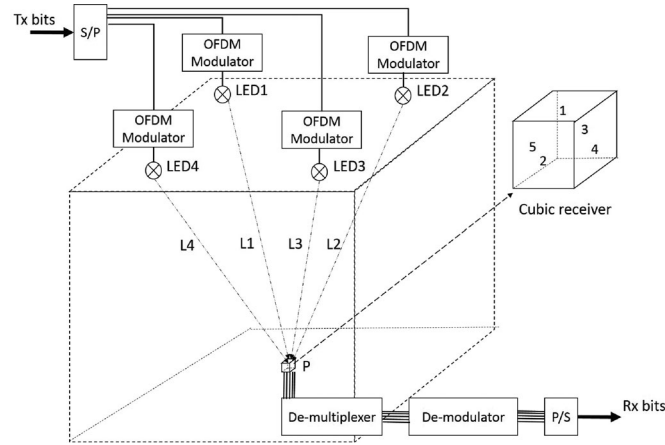 Tx bits
S/P
OFDM
Modulator
LED1
OFDM
Modulator
LED2
OFDM
Modulator
LED4
OFDM
Modulator
LED3
1
3
5
4
2
Cubic receiver
L4
L1
L3
L2
P
De-multiplexer
De-modulator
P/S
Rx bits